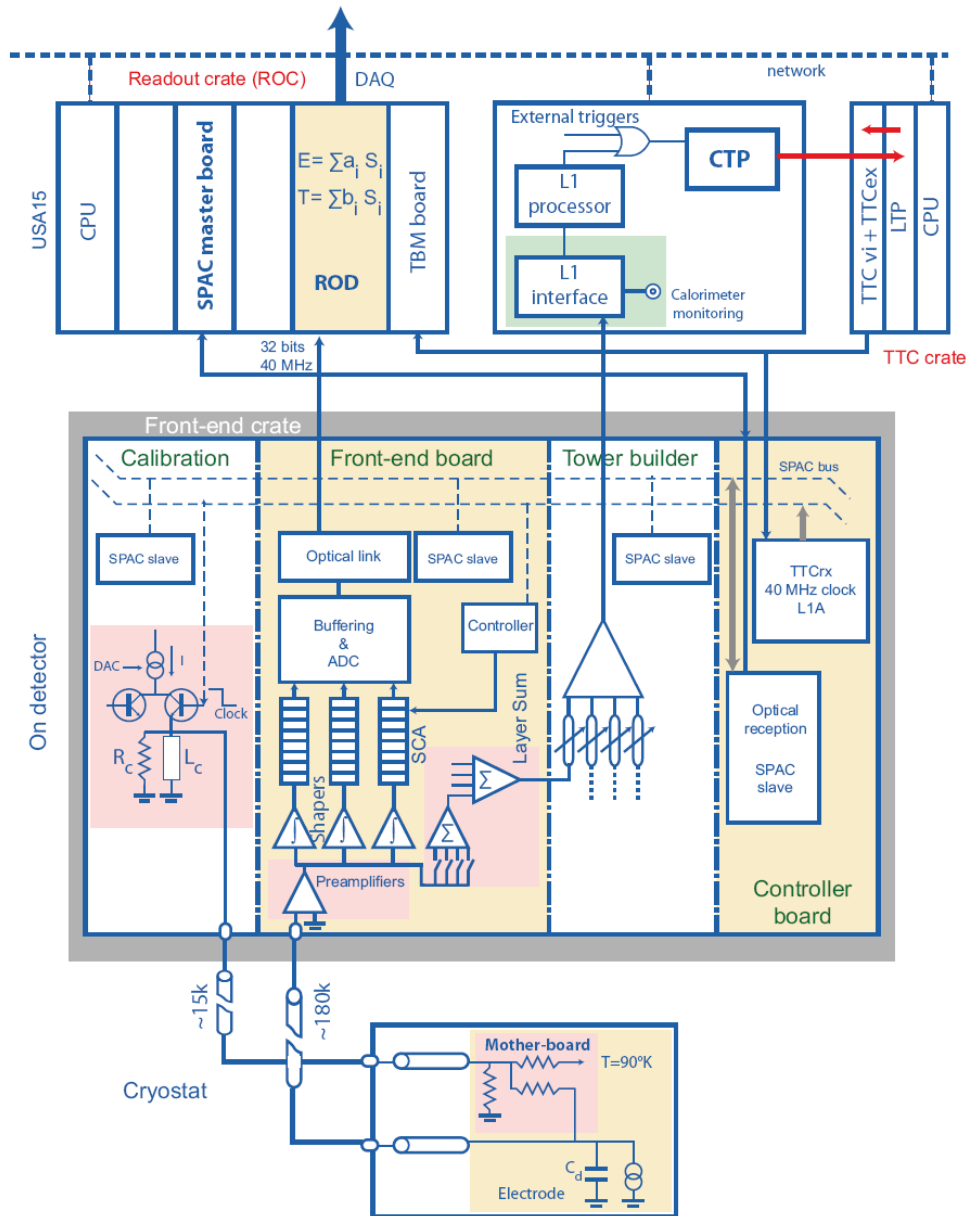 Readout crate (ROC)
DAQ
network
USA15
CPU
SPAC master board
E= ∑aᵢ Sᵢ
T= ∑bᵢ Sᵢ
ROD
TBM board
External triggers
CTP
L1
processor
L1
interface
Calorimeter
monitoring
TTC vi + TTCex
LTP
CPU
TTC crate
32 bits
40 MHz
Front-end crate
Calibration
Front-end board
Tower builder
SPAC bus
SPAC slave
Optical link
SPAC slave
SPAC slave
TTCrx
40 MHz clock
L1A
Buffering
&
ADC
Controller
On detector
DAC
I
Clock
R_c
L_c
SCA
Layer Sum
Shapers
∫
∫
∫
Σ
Σ
Preamplifiers
Optical
reception
SPAC
slave
Controller
board
~15k
~180k
Cryostat
Mother-board
T=90°K
C_d
Electrode